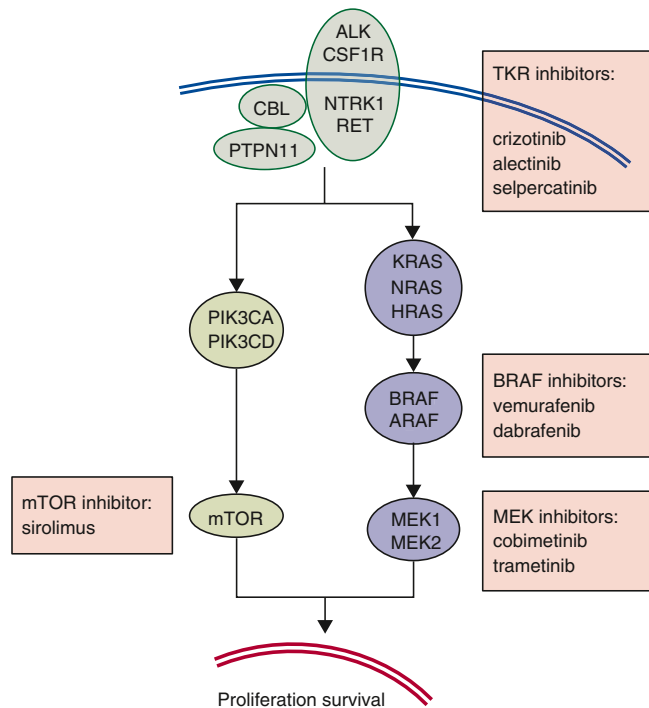 ALK
CSF1R
NTRK1
RET
CBL
PTPN11
TKR inhibitors:
crizotinib
alectinib
selpercatinib
KRAS
NRAS
HRAS
PIK3CA
PIK3CD
BRAF
ARAF
BRAF inhibitors:
vemurafenib
dabrafenib
mTOR inhibitor:
sirolimus
mTOR
MEK1
MEK2
MEK inhibitors:
cobimetinib
trametinib
Proliferation survival